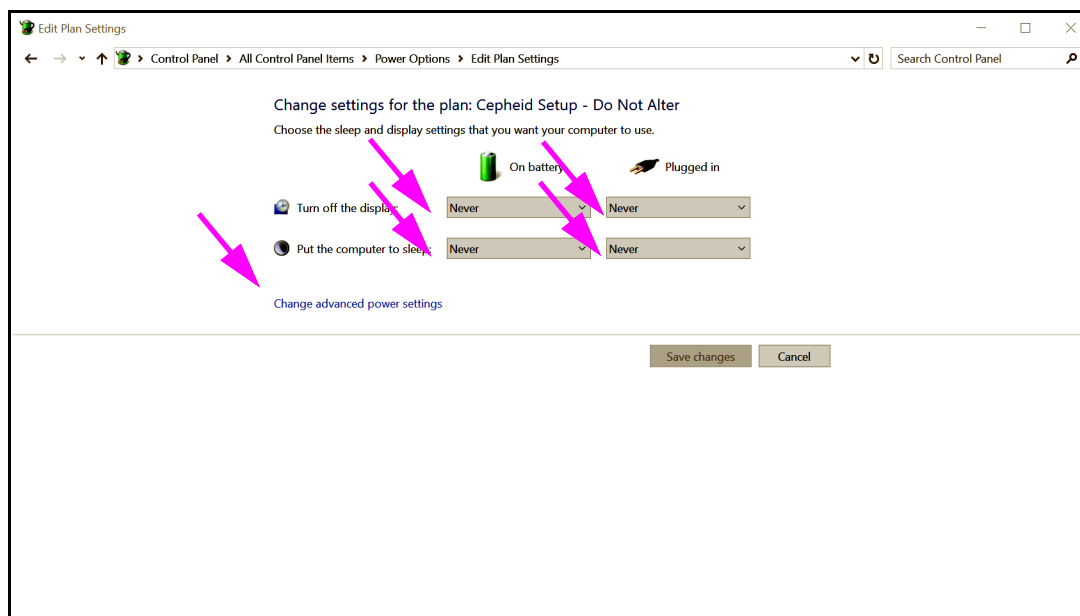 Edit Plan Settings
Control Panel > All Control Panel Items > Power Options > Edit Plan Settings
Search Control Panel
Change settings for the plan: Cepheid Setup - Do Not Alter
Choose the sleep and display settings that you want your computer to use.
On battery
Plugged in
Turn off the display: Never Never
Put the computer to sleep: Never Never
Change advanced power settings
Save changes Cancel